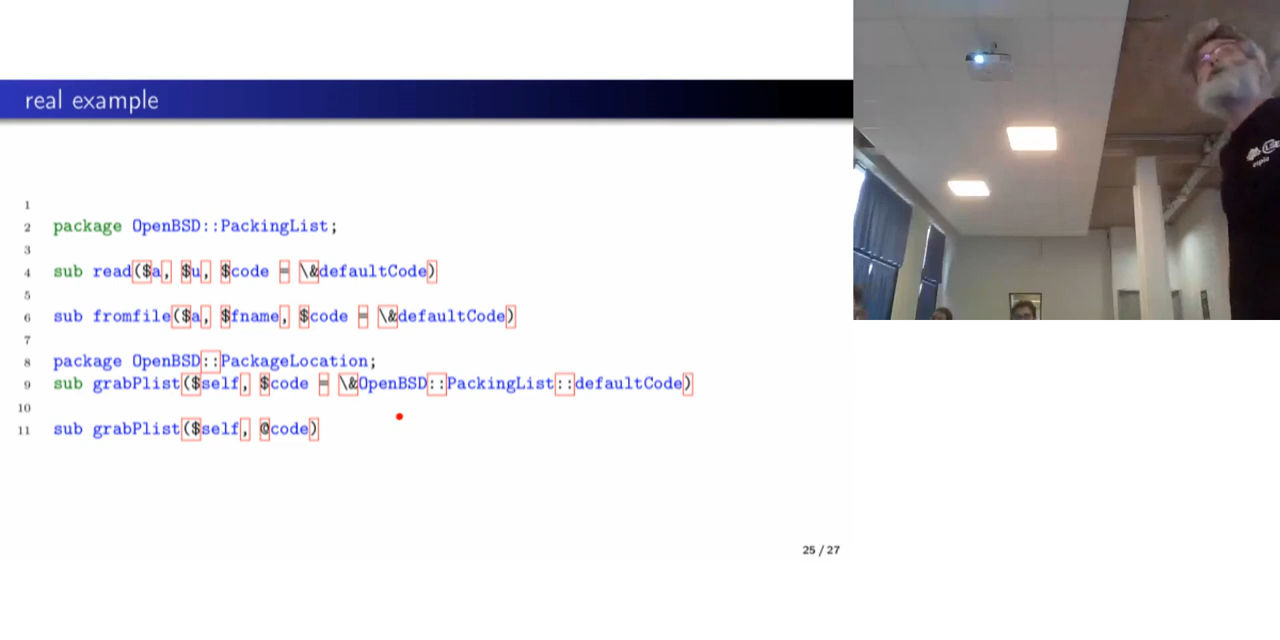 real example
1
2 package OpenBSD::PackingList;
3
4 sub read($a, $u, $code = \&defaultCode)
5
6 sub fromfile($a, $fname, $code = \&defaultCode)
7
8 package OpenBSD::PackageLocation;
9 sub grabPlist($self, $code = \&OpenBSD::PackingList::defaultCode)
10
11 sub grabPlist($self, @code)
25 / 27